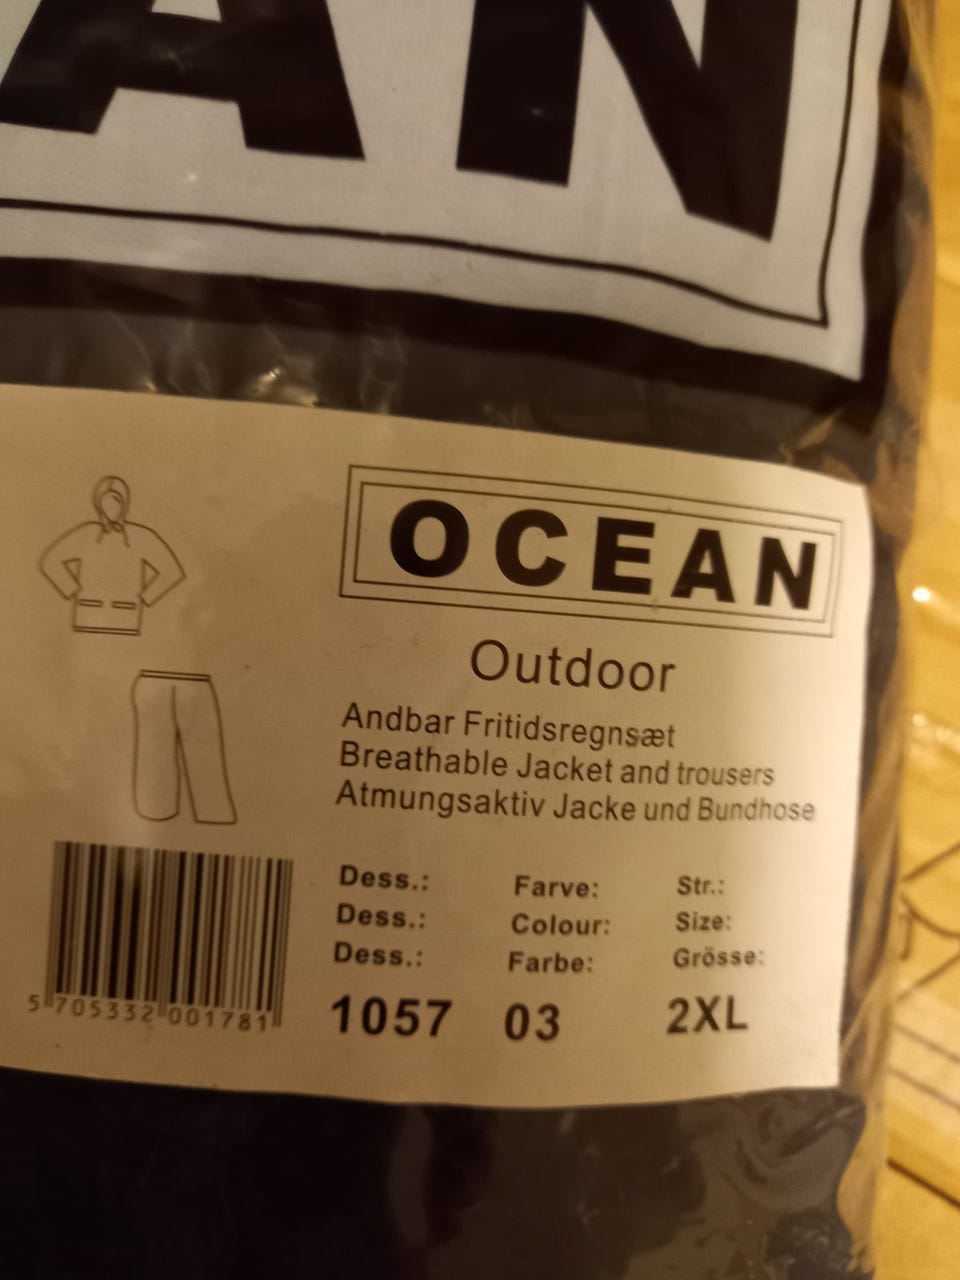 AN
OCEAN
Outdoor
Andbar Fritidsregnsæt
Breathable Jacket and trousers
Atmungsaktiv Jacke und Bundhose
Dess.: Farve: Str.:
Dess.: Colour: Size:
Dess.: Farbe: Grösse:
1057 03 2XL
5 705332 001781